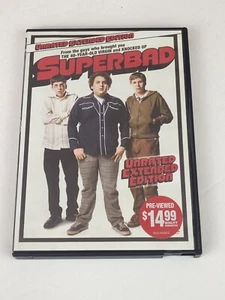 UNRATED EXTENDED EDITION
From the guys who brought you
THE 40-YEAR-OLD VIRGIN and KNOCKED UP
SUPERBAD
UNRATED
EXTENDED
EDITION
PRE-VIEWED
$14.99